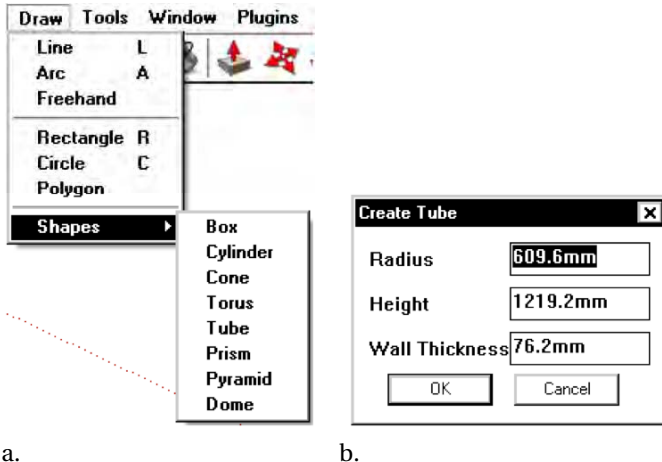 Draw Tools Window Plugins
Line L
Arc A
Freehand
Rectangle R
Circle C
Polygon
Shapes
Box
Cylinder
Cone
Torus
Tube
Prism
Pyramid
Dome
a.
Create Tube
Radius 609.6mm
Height 1219.2mm
Wall Thickness 76.2mm
OK Cancel
b.